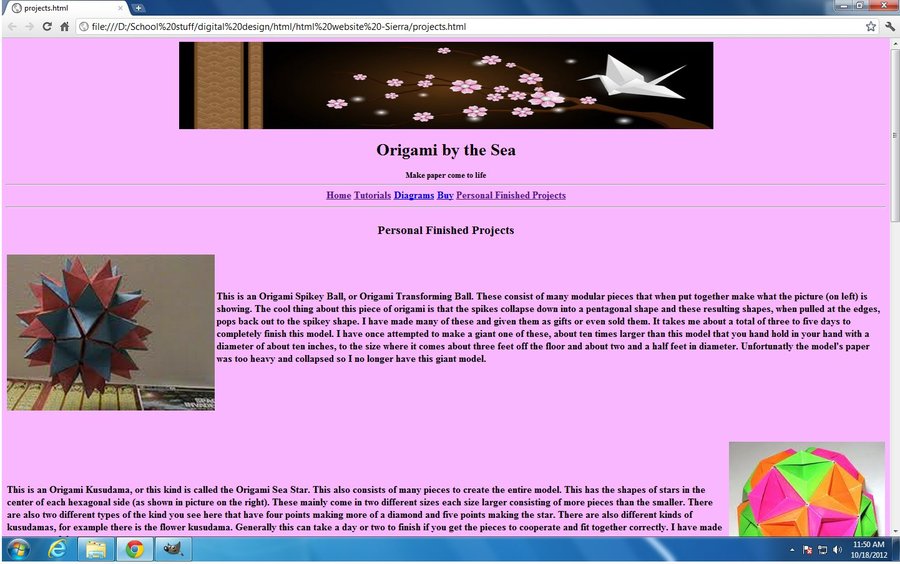 projects.html
file:///D:/School%20stuff/digital%20design/html/html%20website%20-Sierra/projects.html
Origami by the Sea
Make paper come to life
Home Tutorials Diagrams Buy Personal Finished Projects
Personal Finished Projects
This is an Origami Spikey Ball, or Origami Transforming Ball. These consist of many modular pieces that when put together make what the picture (on left) is
showing. The cool thing about this piece of origami is that the spikes collapse down into a pentagonal shape and these resulting shapes, when pulled at the edges,
pops back out to the spikey shape. I have made many of these and given them as gifts or even sold them. It takes me about a total of three to five days to
completely finish this model. I have once attempted to make a giant one of these, about ten times larger than this model that you hand hold in your hand with a
diameter of about ten inches, to the size where it comes about three feet off the floor and about two and a half feet in diameter. Unfortunatly the model's paper
was too heavy and collapsed so I no longer have this giant model.
This is an Origami Kusudama, or this kind is called the Origami Sea Star. This also consists of many pieces to create the entire model. This has the shapes of stars in the
center of each hexagonal side (as shown in picture on the right). These mainly come in two different sizes each size larger consisting of more pieces than the smaller. There
are also two different types of the kind you see here that have four points making more of a diamond and five points making the star. There are also different kinds of
kusudamas, for example there is the flower kusudama. Generally this can take a day or two to finish if you get the pieces to cooperate and fit together correctly. I have made
11:50 AM
10/18/2012